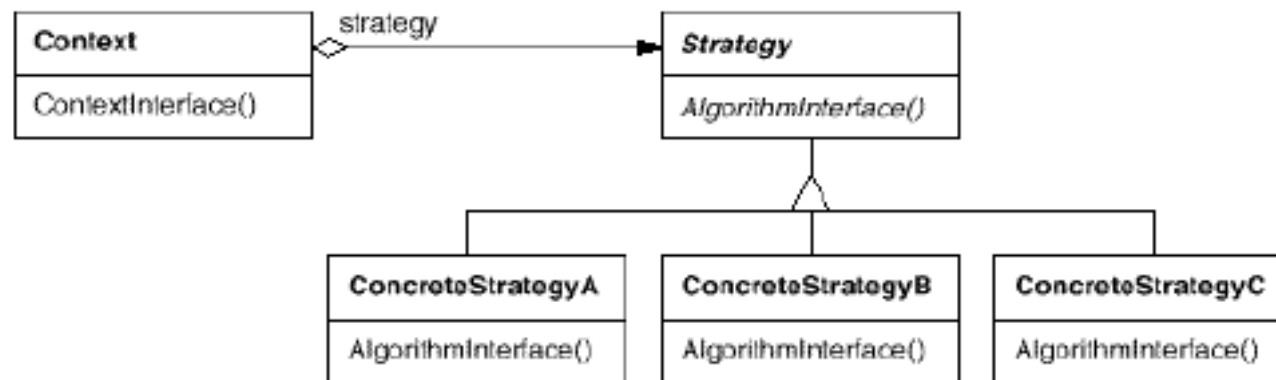 Context
ContextInterface()
strategy
Strategy
AlgorithmInterface()
ConcreteStrategyA
AlgorithmInterface()
ConcreteStrategyB
AlgorithmInterface()
ConcreteStrategyC
AlgorithmInterface()